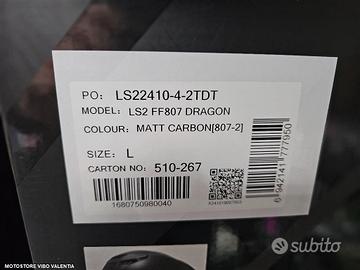 PO: LS22410-4-2TDT
MODEL: LS2 FF807 DRAGON
COLOUR: MATT CARBON[807-2]
SIZE: L
CARTON NO: 510-267
1680750980040
6942141777950
subito
MOTOSTORE VIBO VALENTIA